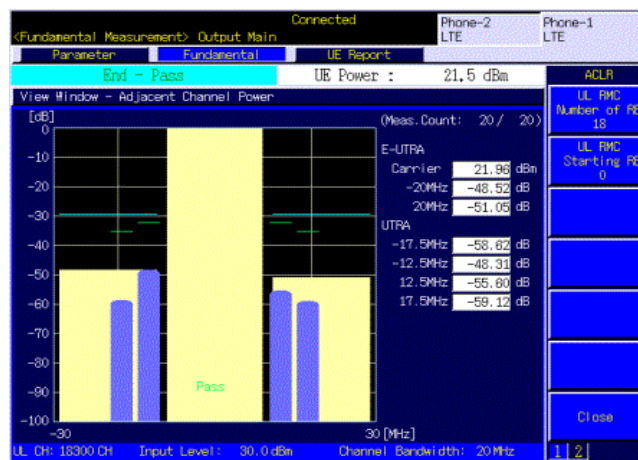 Connected
<Fundamental Measurement> Output Main
Phone-2
LTE
Phone-1
LTE
Parameter
Fundamental
UE Report
End - Pass
UE Power : 21.5 dBm
ACLR
View Window - Adjacent Channel Power
UL RMC
Number of RB
18
UL RMC
Starting RB
0
Close
1 2
[dB]
0
-10
-20
-30
-40
-50
-60
-70
-80
-90
-100
-30
30 [MHz]
Pass
(Meas.Count: 20/ 20)
E-UTRA
Carrier 21.96 dBm
-20MHz -48.52 dB
20MHz -51.05 dB
UTRA
-17.5MHz -58.62 dB
-12.5MHz -48.31 dB
12.5MHz -55.60 dB
17.5MHz -59.12 dB
UL CH: 18300 CH Input Level: 30.0 dBm Channel Bandwidth: 20 MHz